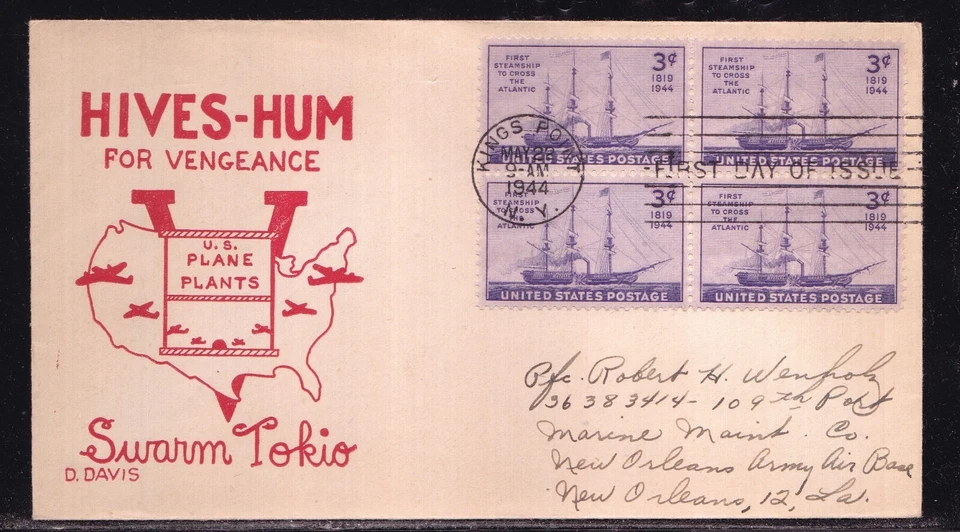 HIVES-HUM
FOR VENGEANCE
U.S.
PLANE
PLANTS
Swarm Tokio
D. DAVIS
FIRST
STEAMSHIP
TO CROSS
THE
ATLANTIC
3¢
1819
1944
UNITED STATES POSTAGE
FIRST
STEAMSHIP
TO CROSS
THE
ATLANTIC
3¢
1819
1944
UNITED STATES POSTAGE
FIRST
STEAMSHIP
TO CROSS
THE
ATLANTIC
3¢
1819
1944
UNITED STATES POSTAGE
FIRST
STEAMSHIP
TO CROSS
THE
ATLANTIC
3¢
1819
1944
UNITED STATES POSTAGE
KINGS POINT
MAY 22
9-AM
1944
N.Y.
FIRST DAY OF ISSUE
Pfc. Robert H.
36383414 - 109th Port
Marine Maint. Co.
New Orleans Army Air Base
New Orleans, 12, La.